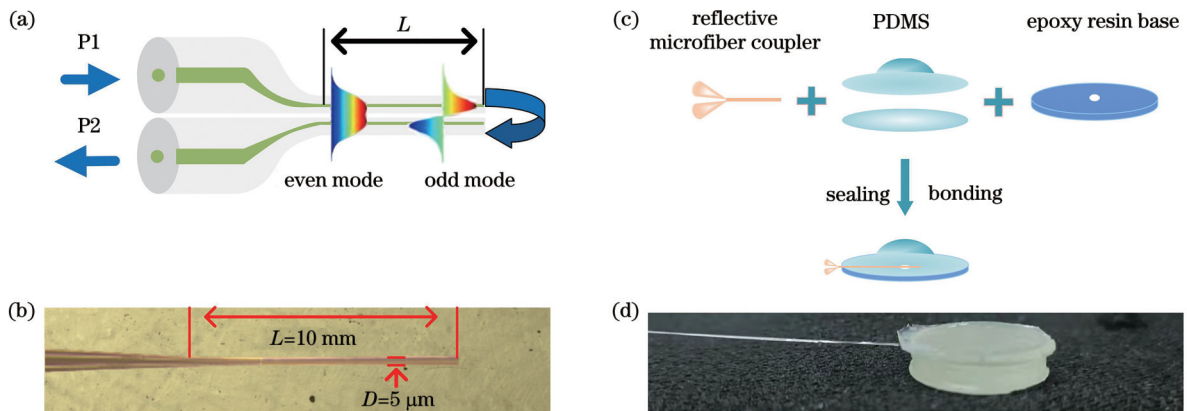 (a)
P1
P2
L
even mode
odd mode
(b)
L=10 mm
D=5 μm
(c)
reflective
microfiber coupler
PDMS
epoxy resin base
sealing
bonding
(d)